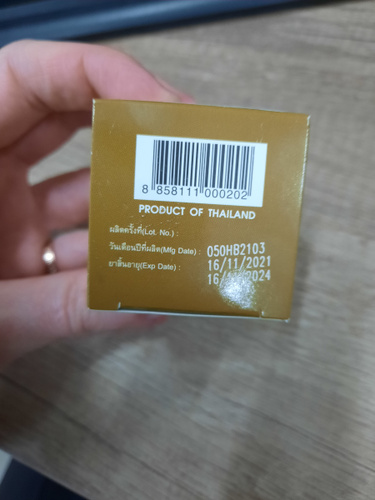 8 858111 000202
PRODUCT OF THAILAND
ผลิตครั้งที่(Lot. No.) :
วันเดือนปีที่ผลิต(Mfg Date) : 050HB2103
ยาสิ้นอายุ(Exp Date) : 16/11/2021